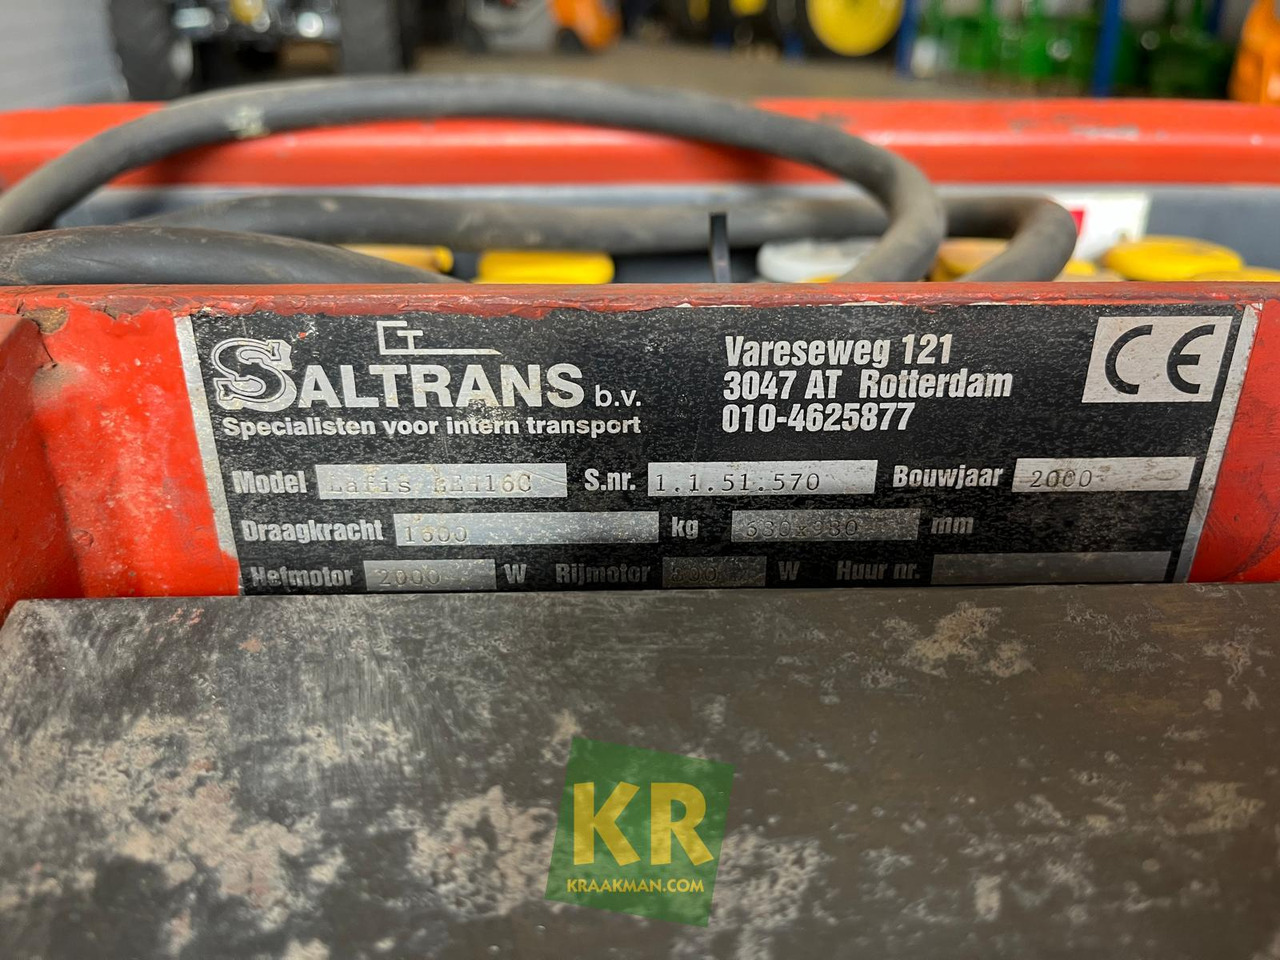 SALTRANS b.v.
Specialisten voor intern transport
Vareseweg 121
3047 AT Rotterdam
010-4625877
CE
Model Lafis S.nr. 1.1.51.570 Bouwjaar 2000
Draagkracht 1600 kg mm
Hefmotor 2000 W Rijmotor W Huur nr.
KR
KRAAKMAN.COM